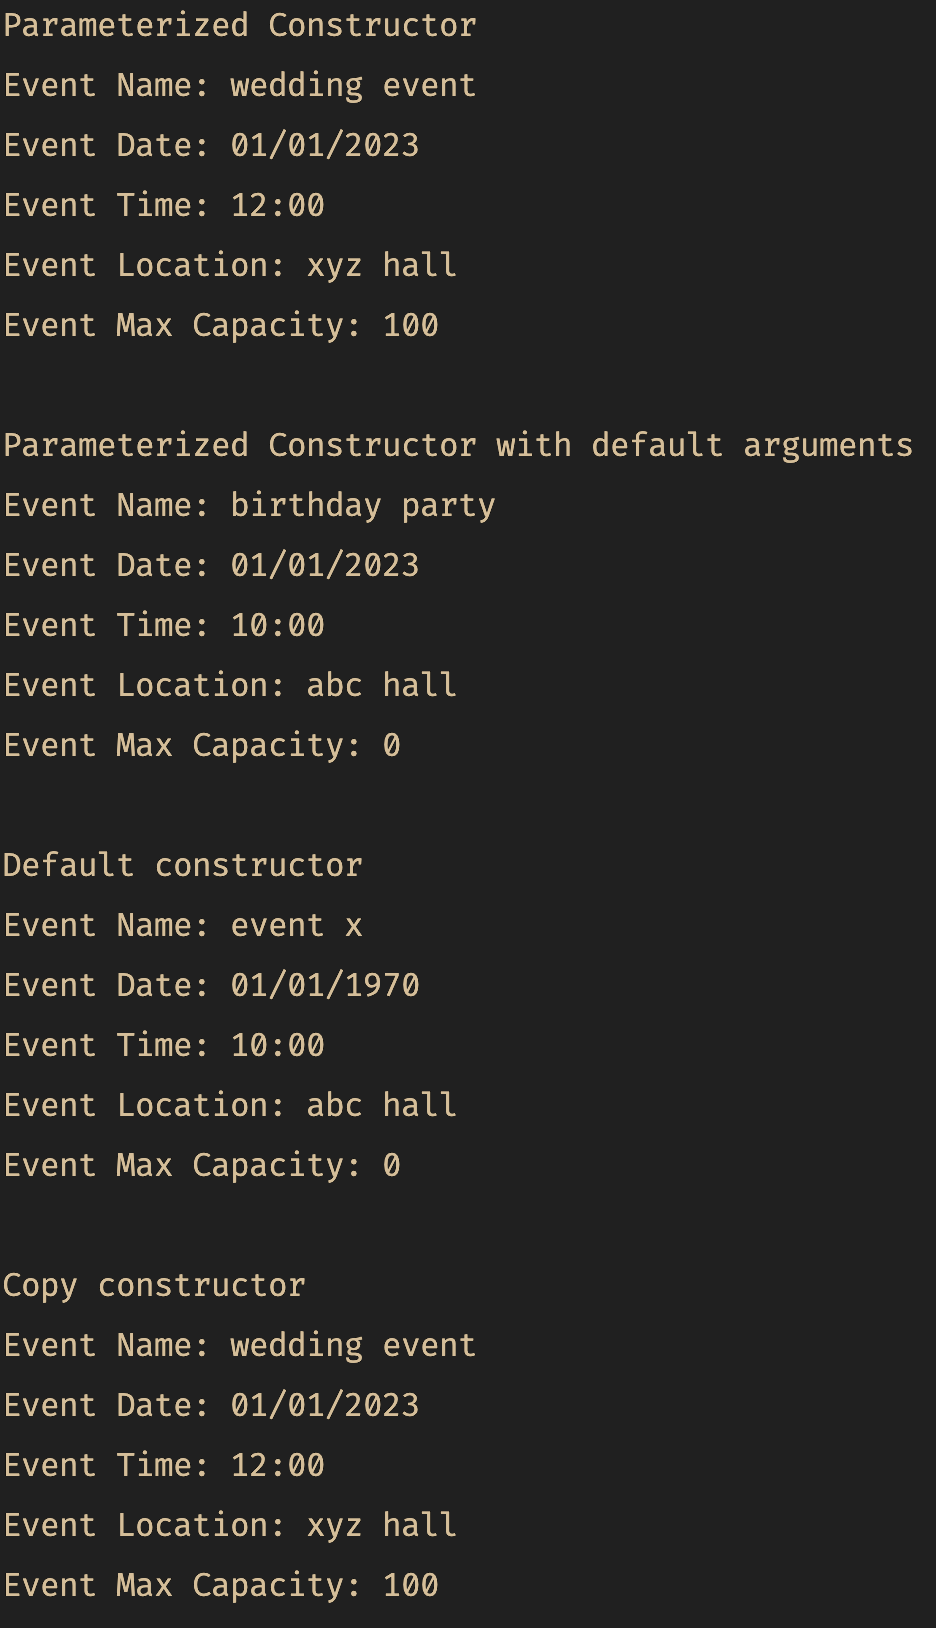 Parameterized Constructor
Event Name: wedding event
Event Date: 01/01/2023
Event Time: 12:00
Event Location: xyz hall
Event Max Capacity: 100
Parameterized Constructor with default arguments
Event Name: birthday party
Event Date: 01/01/2023
Event Time: 10:00
Event Location: abc hall
Event Max Capacity: 0
Default constructor
Event Name: event x
Event Date: 01/01/1970
Event Time: 10:00
Event Location: abc hall
Event Max Capacity: 0
Copy constructor
Event Name: wedding event
Event Date: 01/01/2023
Event Time: 12:00
Event Location: xyz hall
Event Max Capacity: 100